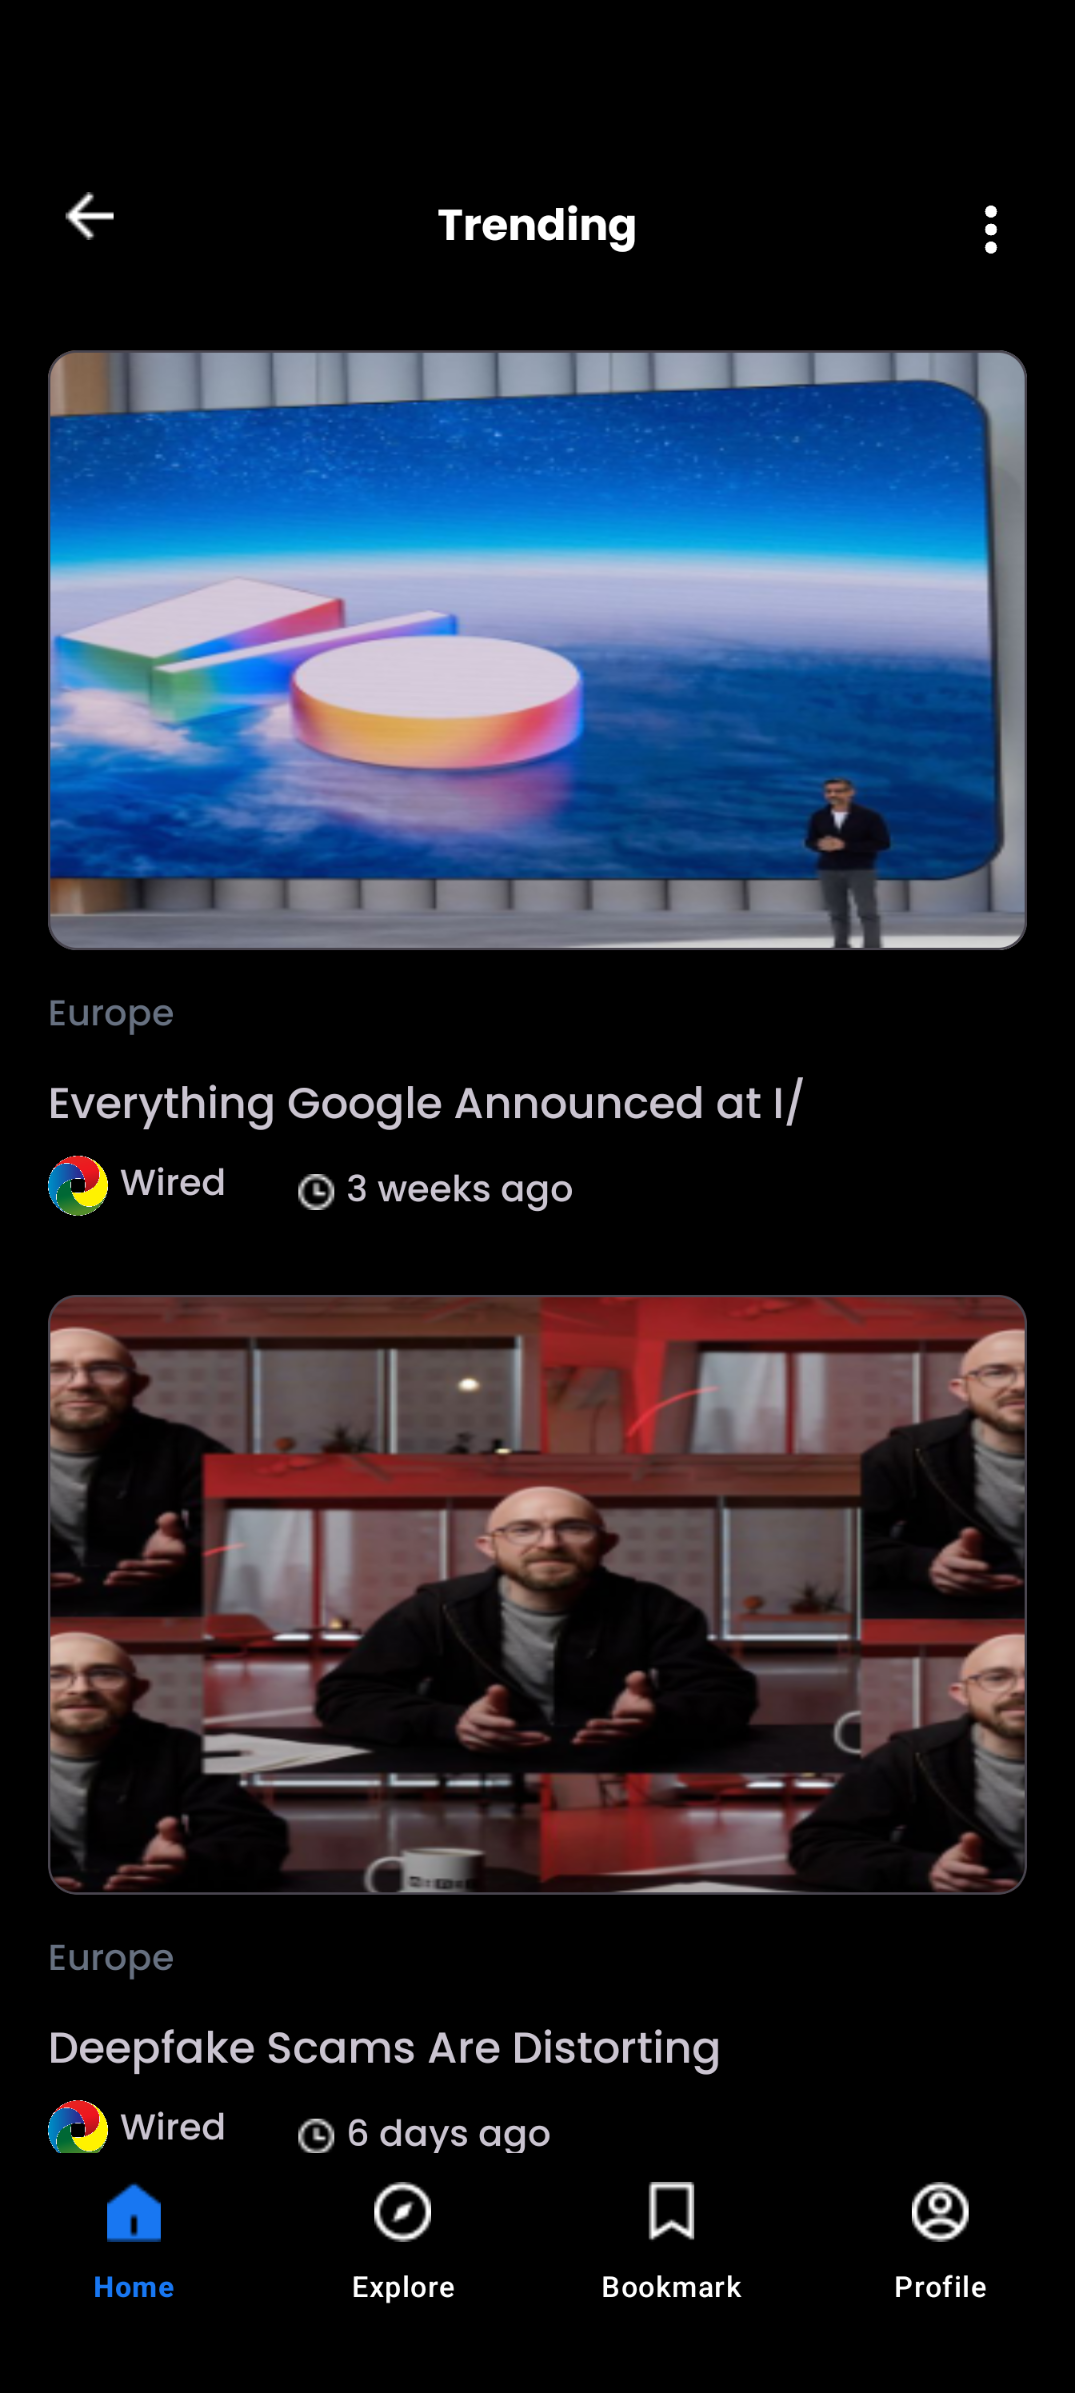 Trending
Europe
Everything Google Announced at I/
Wired
3 weeks ago
Europe
Deepfake Scams Are Distorting
Wired
6 days ago
Home
Explore
Bookmark
Profile